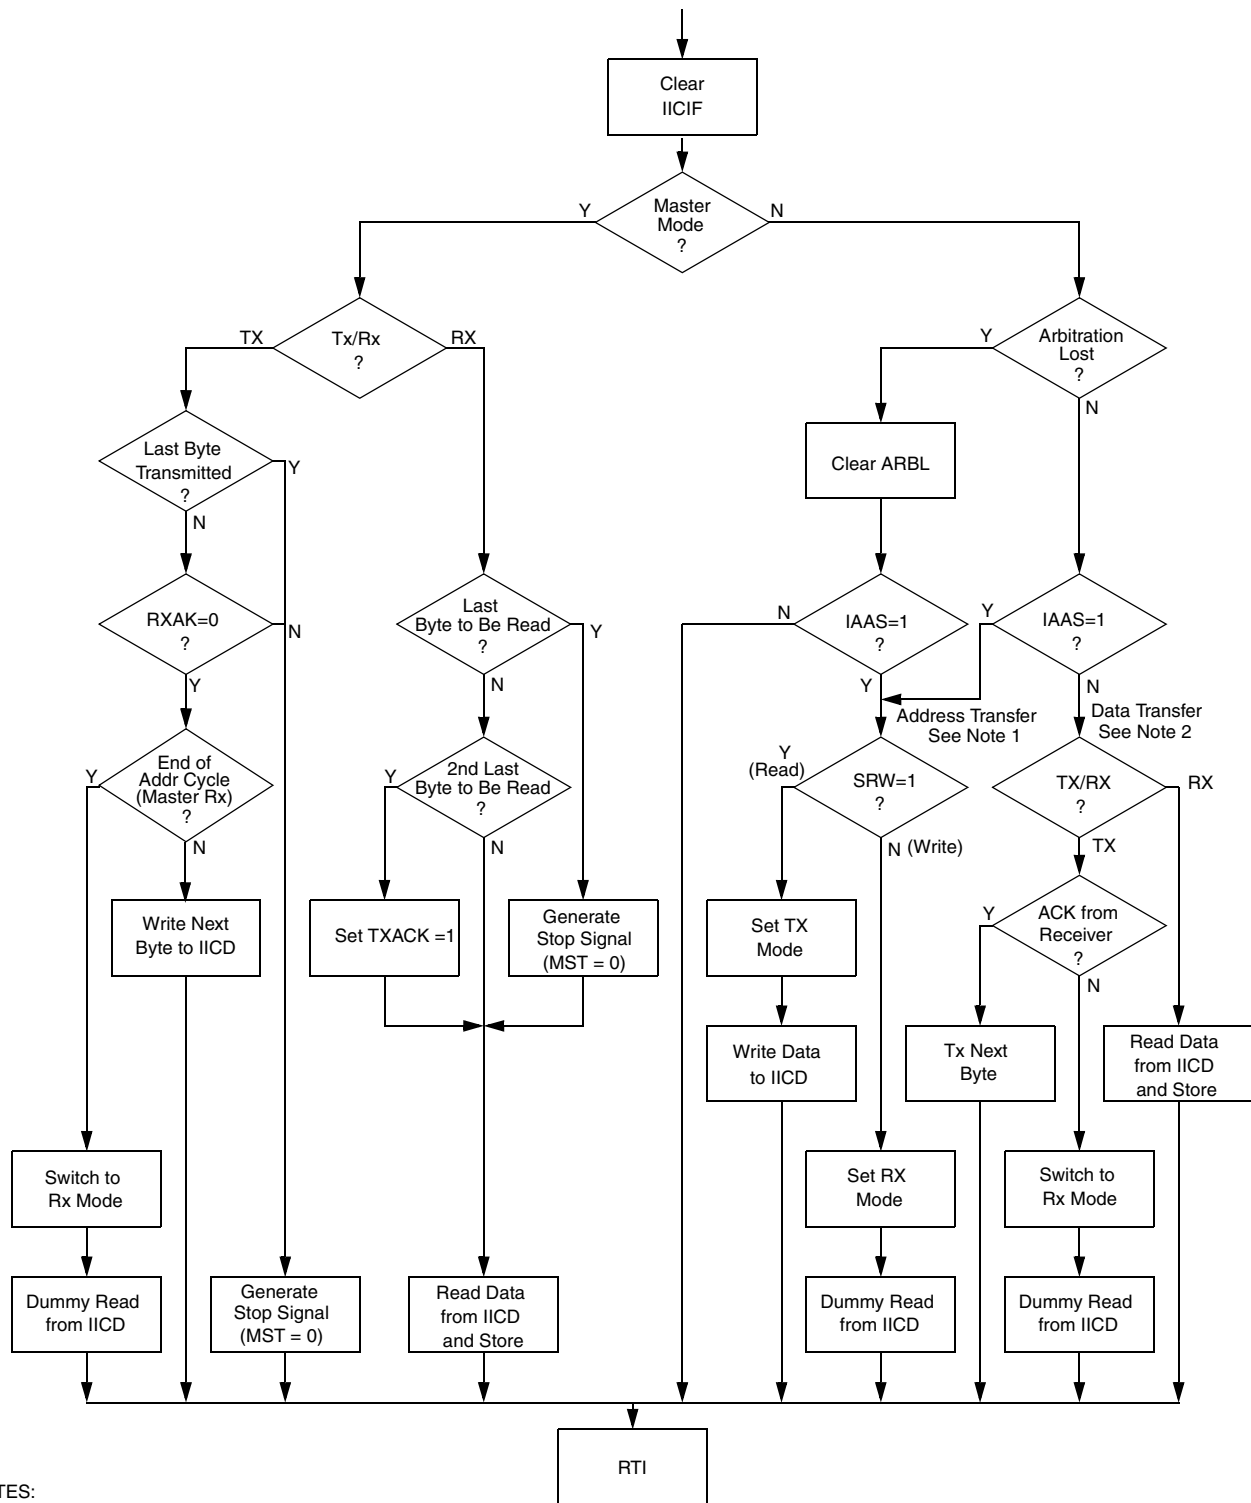 Clear
IICIF
Master
Mode
?
Y
N
Tx/Rx
?
TX
RX
Arbitration
Lost
?
Y
N
Last Byte
Transmitted
?
Y
N
Clear ARBL
RXAK=0
?
N
Y
Last
Byte to Be Read
?
Y
N
IAAS=1
?
N
Y
IAAS=1
?
Y
N
Address Transfer
See Note 1
Data Transfer
See Note 2
End of
Addr Cycle
(Master Rx)
?
Y
N
2nd Last
Byte to Be Read
?
Y
N
Y
(Read)
SRW=1
?
N (Write)
TX/RX
?
RX
TX
Write Next
Byte to IICD
Set TXACK =1
Generate
Stop Signal
(MST = 0)
Set TX
Mode
ACK from
Receiver
?
Y
N
Write Data
to IICD
Tx Next
Byte
Read Data
from IICD
and Store
Switch to
Rx Mode
Set RX
Mode
Switch to
Rx Mode
Dummy Read
from IICD
Generate
Stop Signal
(MST = 0)
Read Data
from IICD
and Store
Dummy Read
from IICD
Dummy Read
from IICD
RTI
TES: